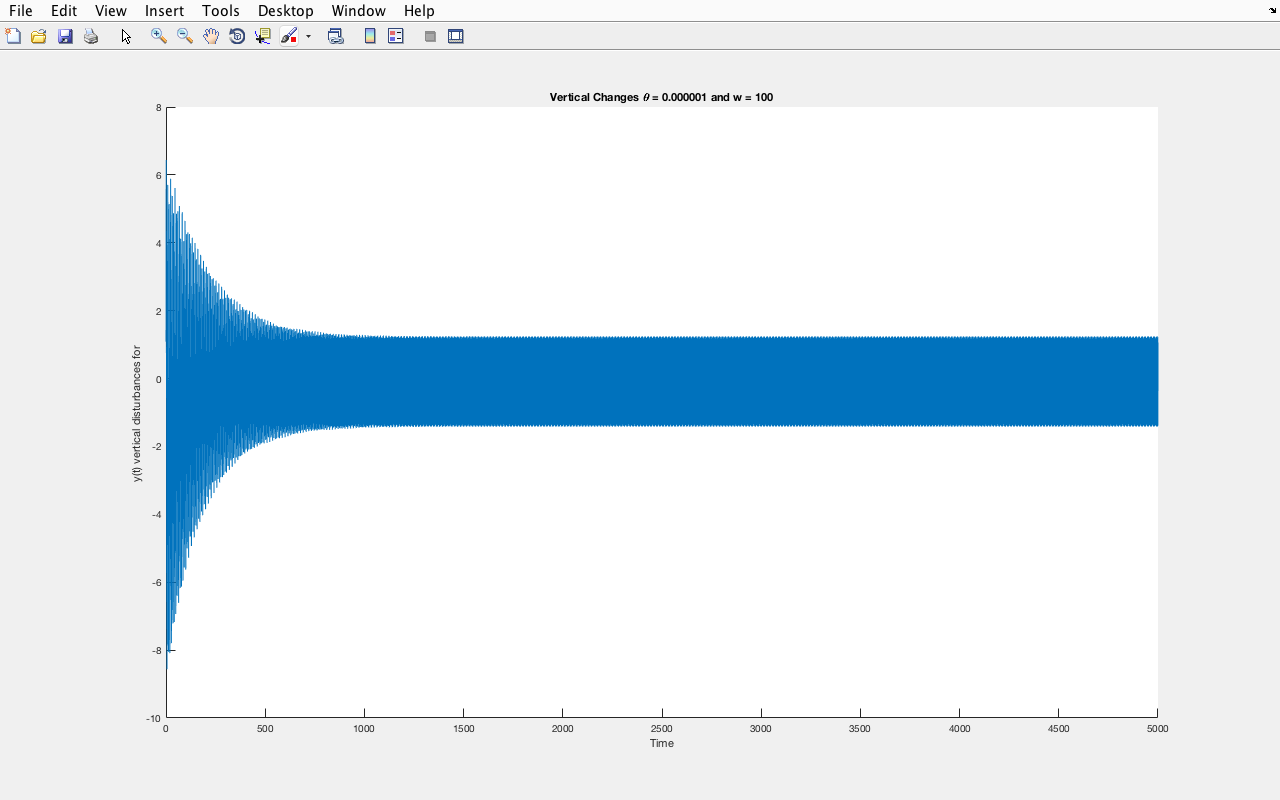 File Edit View Insert Tools Desktop Window Help
Vertical Changes θ = 0.000001 and w = 100
8
6
4
2
0
-2
-4
-6
-8
-10
y(t) vertical disturbances for
0 500 1000 1500 2000 2500 3000 3500 4000 4500 5000
Time